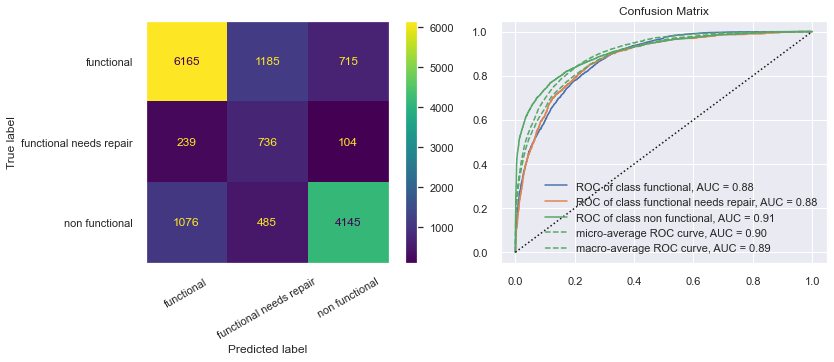 True label
functional
functional needs repair
non functional
6165 1185 715
239 736 104
1076 485 4145
functional
functional needs repair
non functional
Predicted label
6000
5000
4000
3000
2000
1000
Confusion Matrix
1.0
0.8
0.6
0.4
0.2
0.0
ROC of class functional, AUC = 0.88
ROC of class functional needs repair, AUC = 0.88
ROC of class non functional, AUC = 0.91
micro-average ROC curve, AUC = 0.90
macro-average ROC curve, AUC = 0.89
0.0 0.2 0.4 0.6 0.8 1.0